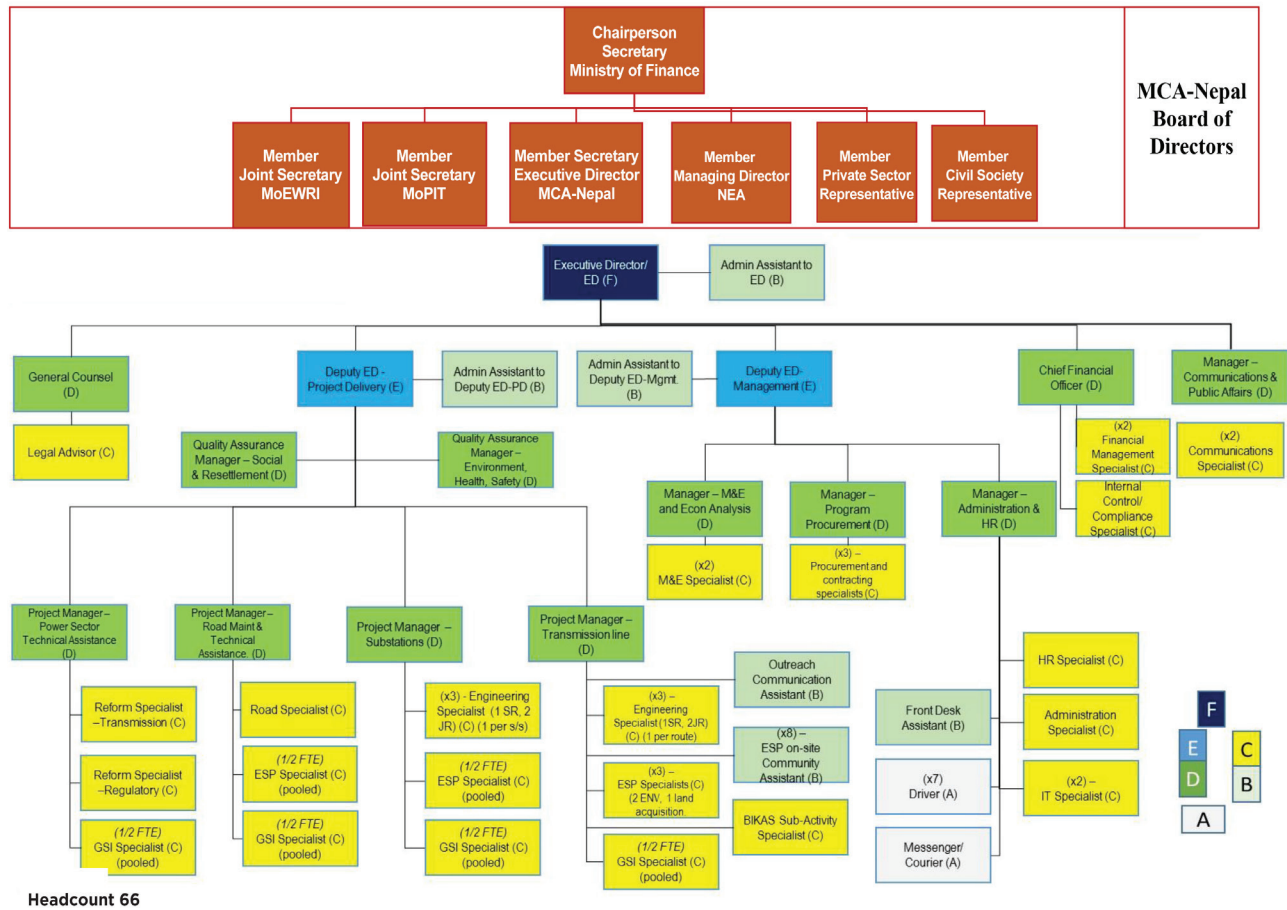 Chairperson
Secretary
Ministry of Finance
MCA-Nepal
Board of
Directors
Member
Joint Secretary
MoEWRI
Member
Joint Secretary
MoPIT
Member Secretary
Executive Director
MCA-Nepal
Member
Managing Director
NEA
Member
Private Sector
Representative
Member
Civil Society
Representative
Executive Director/
ED (F)
Admin Assistant to
ED (B)
General Counsel
(D)
Deputy ED -
Project Delivery (E)
Admin Assistant to
Deputy ED-PD (B)
Admin Assistant to
Deputy ED-Mgmt.
(B)
Deputy ED-
Management (E)
Chief Financial
Officer (D)
Manager –
Communications &
Public Affairs (D)
Legal Advisor (C)
Quality Assurance
Manager – Social
& Resettlement (D)
Quality Assurance
Manager –
Environment,
Health, Safety (D)
(x2)
Financial
Management
Specialist (C)
(x2)
Communications
Specialist (C)
Manager – M&E
and Econ Analysis
(D)
Manager –
Program
Procurement (D)
Manager –
Administration &
HR (D)
Internal
Control/
Compliance
Specialist (C)
(x2)
M&E Specialist (C)
(x3) –
Procurement and
contracting
specialists (C)
Project Manager –
Power Sector
Technical Assistance
(D)
Project Manager –
Road Maint &
Technical
Assistance. (D)
Project Manager –
Substations (D)
Project Manager –
Transmission line
(D)
Reform Specialist
–Transmission (C)
Road Specialist (C)
(x3) - Engineering
Specialist (1 SR, 2
JR) (C) (1 per s/s)
(x3) –
Engineering
Specialist (1SR, 2JR)
(C) (1 per route)
Outreach
Communication
Assistant (B)
HR Specialist (C)
Front Desk
Assistant (B)
Administration
Specialist (C)
Reform Specialist
–Regulatory (C)
(1/2 FTE)
ESP Specialist (C)
(pooled)
(1/2 FTE)
ESP Specialist (C)
(pooled)
(x3) –
ESP Specialists (C)
(2 ENV, 1 land
acquisition
(x8) –
ESP on-site
Community
Assistant (B)
(x7)
Driver (A)
(x2) –
IT Specialist (C)
(1/2 FTE)
GSI Specialist (C)
(pooled)
(1/2 FTE)
GSI Specialist (C)
(pooled)
(1/2 FTE)
GSI Specialist (C)
(pooled)
(1/2 FTE)
GSI Specialist (C)
(pooled)
BIKAS Sub-Activity
Specialist (C)
Messenger/
Courier (A)
F
E
C
D
B
A
Headcount 66